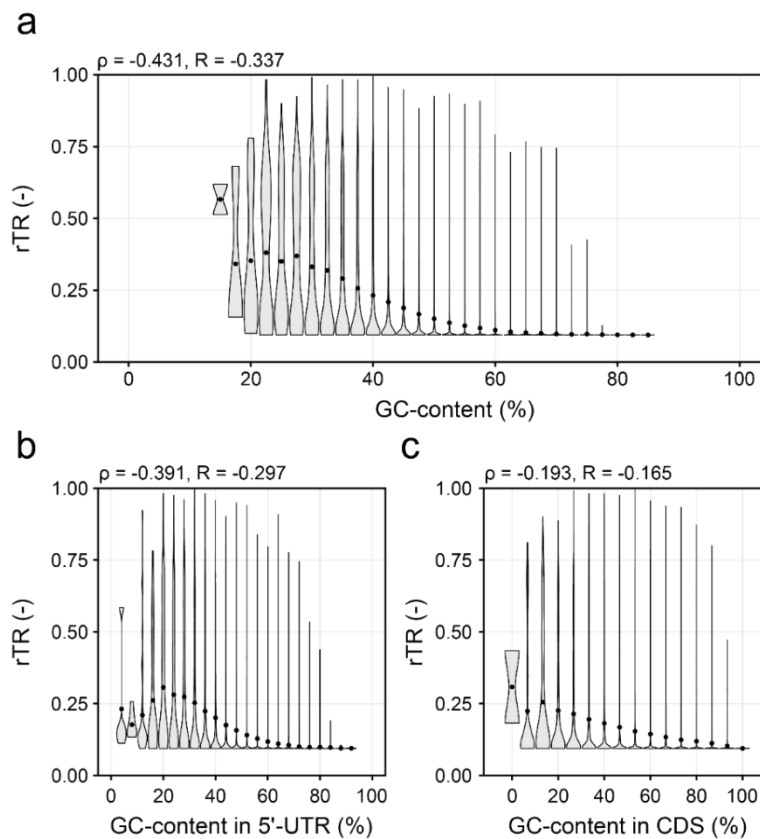 a
ρ = -0.431, R = -0.337
1.00
0.75
0.50
0.25
0.00
rTR (-)
0 20 40 60 80 100
GC-content (%)
b
ρ = -0.391, R = -0.297
1.00
0.75
0.50
0.25
0.00
rTR (-)
0 20 40 60 80 100
GC-content in 5'-UTR (%)
c
ρ = -0.193, R = -0.165
1.00
0.75
0.50
0.25
0.00
rTR (-)
0 20 40 60 80 100
GC-content in CDS (%)